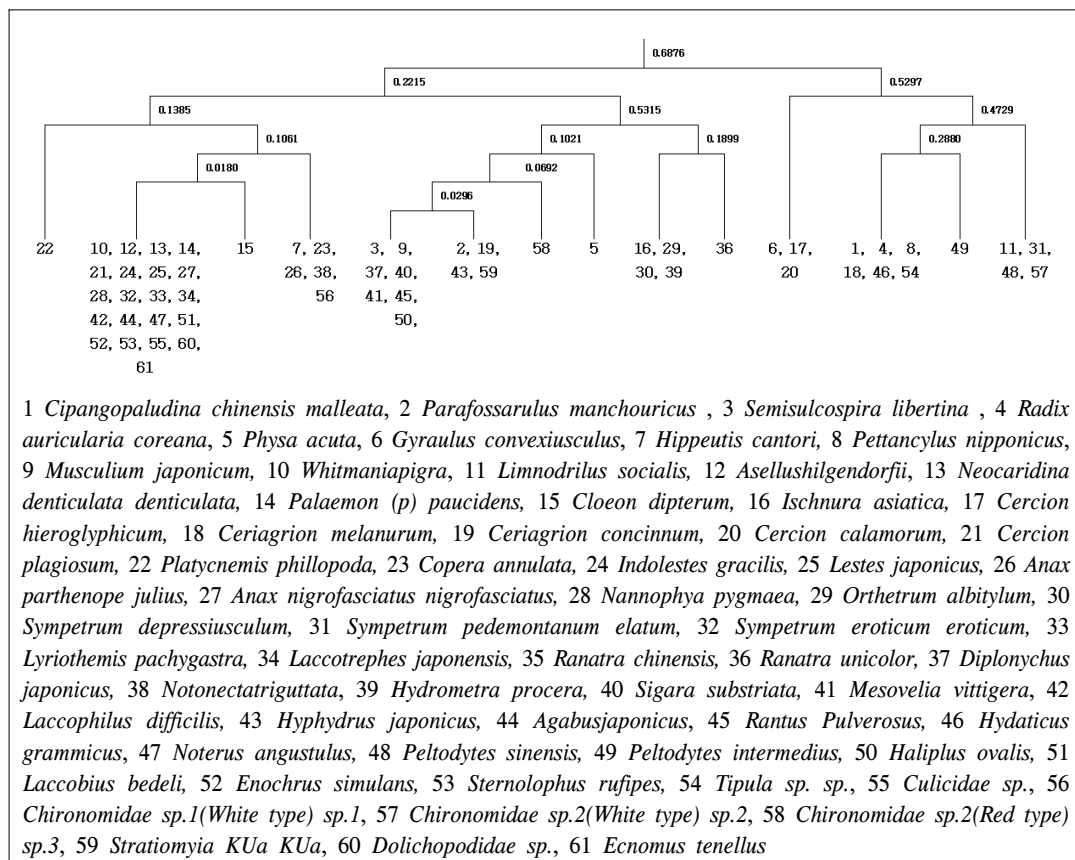 0.6876
0.2215 0.5297
0.1385 0.5315 0.4729
0.1061 0.1021 0.1899 0.2880
0.0180 0.0692
0.0296
22 10, 12, 13, 14, 15 7, 23, 3, 9, 2, 19, 58 5 16, 29, 36 6, 17, 1, 4, 8, 49 11, 31,
21, 24, 25, 27, 26, 38, 37, 40, 43, 59 30, 39 20 18, 46, 54 48, 57
28, 32, 33, 34, 56 41, 45,
42, 44, 47, 51, 50,
52, 53, 55, 60,
61
1 Cipangopaludina chinensis malleata, 2 Parafossarulus manchouricus , 3 Semisulcospira libertina , 4 Radix
auricularia coreana, 5 Physa acuta, 6 Gyraulus convexiusculus, 7 Hippeutis cantori, 8 Pettancylus nipponicus,
9 Musculium japonicum, 10 Whitmaniapigra, 11 Limnodrilus socialis, 12 Asellushilgendorfii, 13 Neocaridina
denticulata denticulata, 14 Palaemon (p) paucidens, 15 Cloeon dipterum, 16 Ischnura asiatica, 17 Cercion
hieroglyphicum, 18 Ceriagrion melanurum, 19 Ceriagrion concinnum, 20 Cercion calamorum, 21 Cercion
plagiosum, 22 Platycnemis phillopoda, 23 Copera annulata, 24 Indolestes gracilis, 25 Lestes japonicus, 26 Anax
parthenope julius, 27 Anax nigrofasciatus nigrofasciatus, 28 Nannophya pygmaea, 29 Orthetrum albitylum, 30
Sympetrum depressiusculum, 31 Sympetrum pedemontanum elatum, 32 Sympetrum eroticum eroticum, 33
Lyriothemis pachygastra, 34 Laccotrephes japonensis, 35 Ranatra chinensis, 36 Ranatra unicolor, 37 Diplonychus
japonicus, 38 Notonectatriguttata, 39 Hydrometra procera, 40 Sigara substriata, 41 Mesovelia vittigera, 42
Laccophilus difficilis, 43 Hyphydrus japonicus, 44 Agabusjaponicus, 45 Rantus Pulverosus, 46 Hydaticus
grammicus, 47 Noterus angustulus, 48 Peltodytes sinensis, 49 Peltodytes intermedius, 50 Haliplus ovalis, 51
Laccobius bedeli, 52 Enochrus simulans, 53 Sternolophus rufipes, 54 Tipula sp. sp., 55 Culicidae sp., 56
Chironomidae sp.1(White type) sp.1, 57 Chironomidae sp.2(White type) sp.2, 58 Chironomidae sp.2(Red type)
sp.3, 59 Stratiomyia KUa KUa, 60 Dolichopodidae sp., 61 Ecnomus tenellus